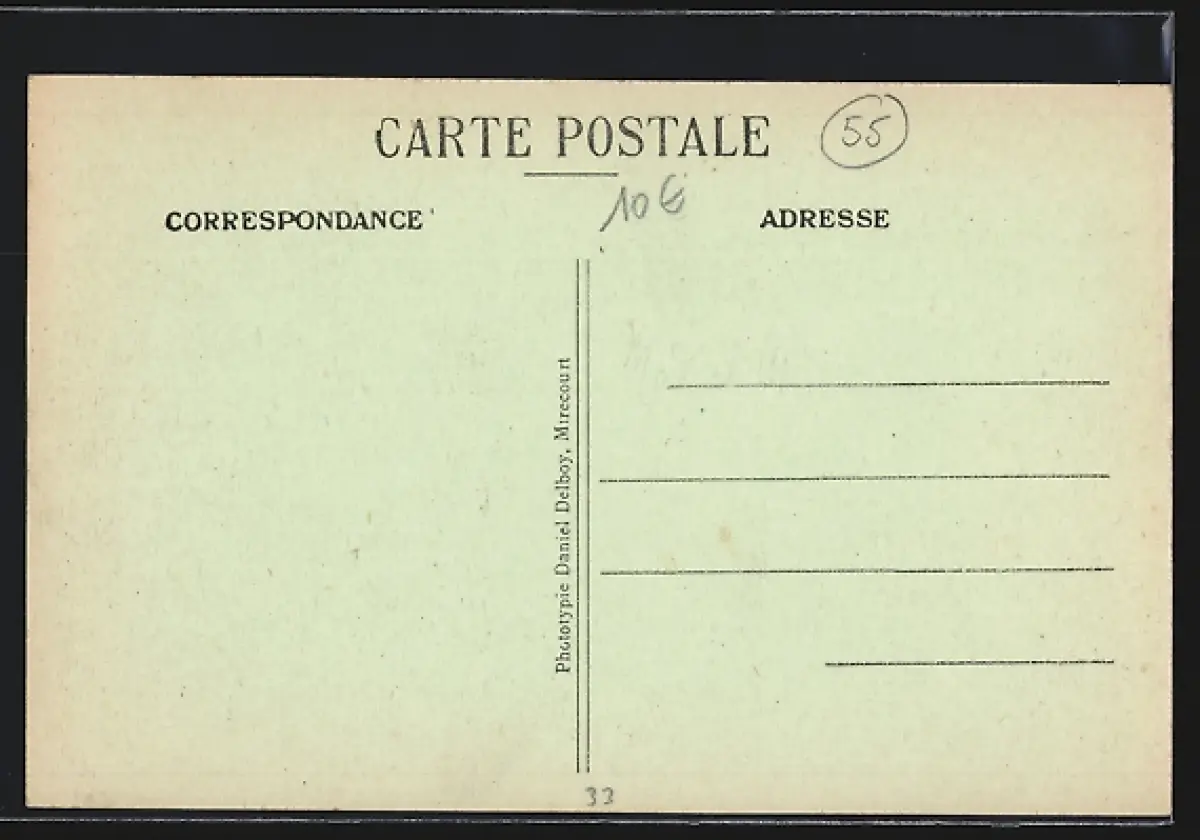 CARTE POSTALE
55
10€
CORRESPONDANCE
ADRESSE
Phototypie Daniel Delboy, Mirecourt
33